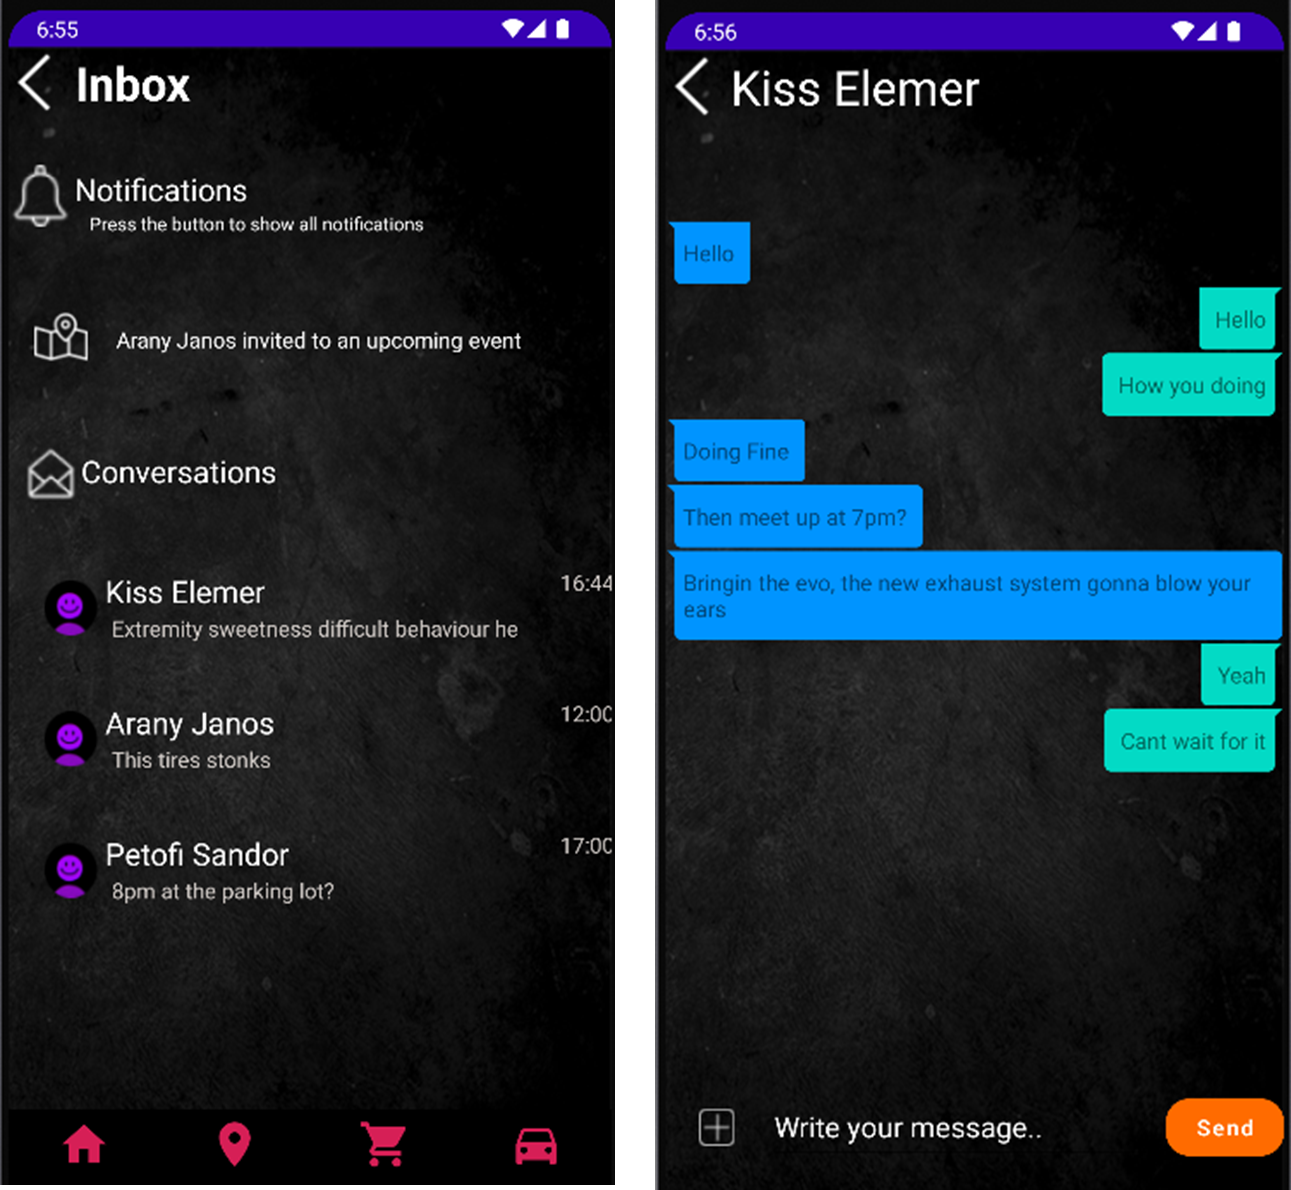 6:55
Inbox
Notifications
Press the button to show all notifications
Arany Janos invited to an upcoming event
Conversations
Kiss Elemer
16:44
Extremity sweetness difficult behaviour he
Arany Janos
12:00
This tires stonks
Petofi Sandor
17:00
8pm at the parking lot?
6:56
Kiss Elemer
Hello
Hello
How you doing
Doing Fine
Then meet up at 7pm?
Bringin the evo, the new exhaust system gonna blow your
ears
Yeah
Cant wait for it
Write your message..
Send